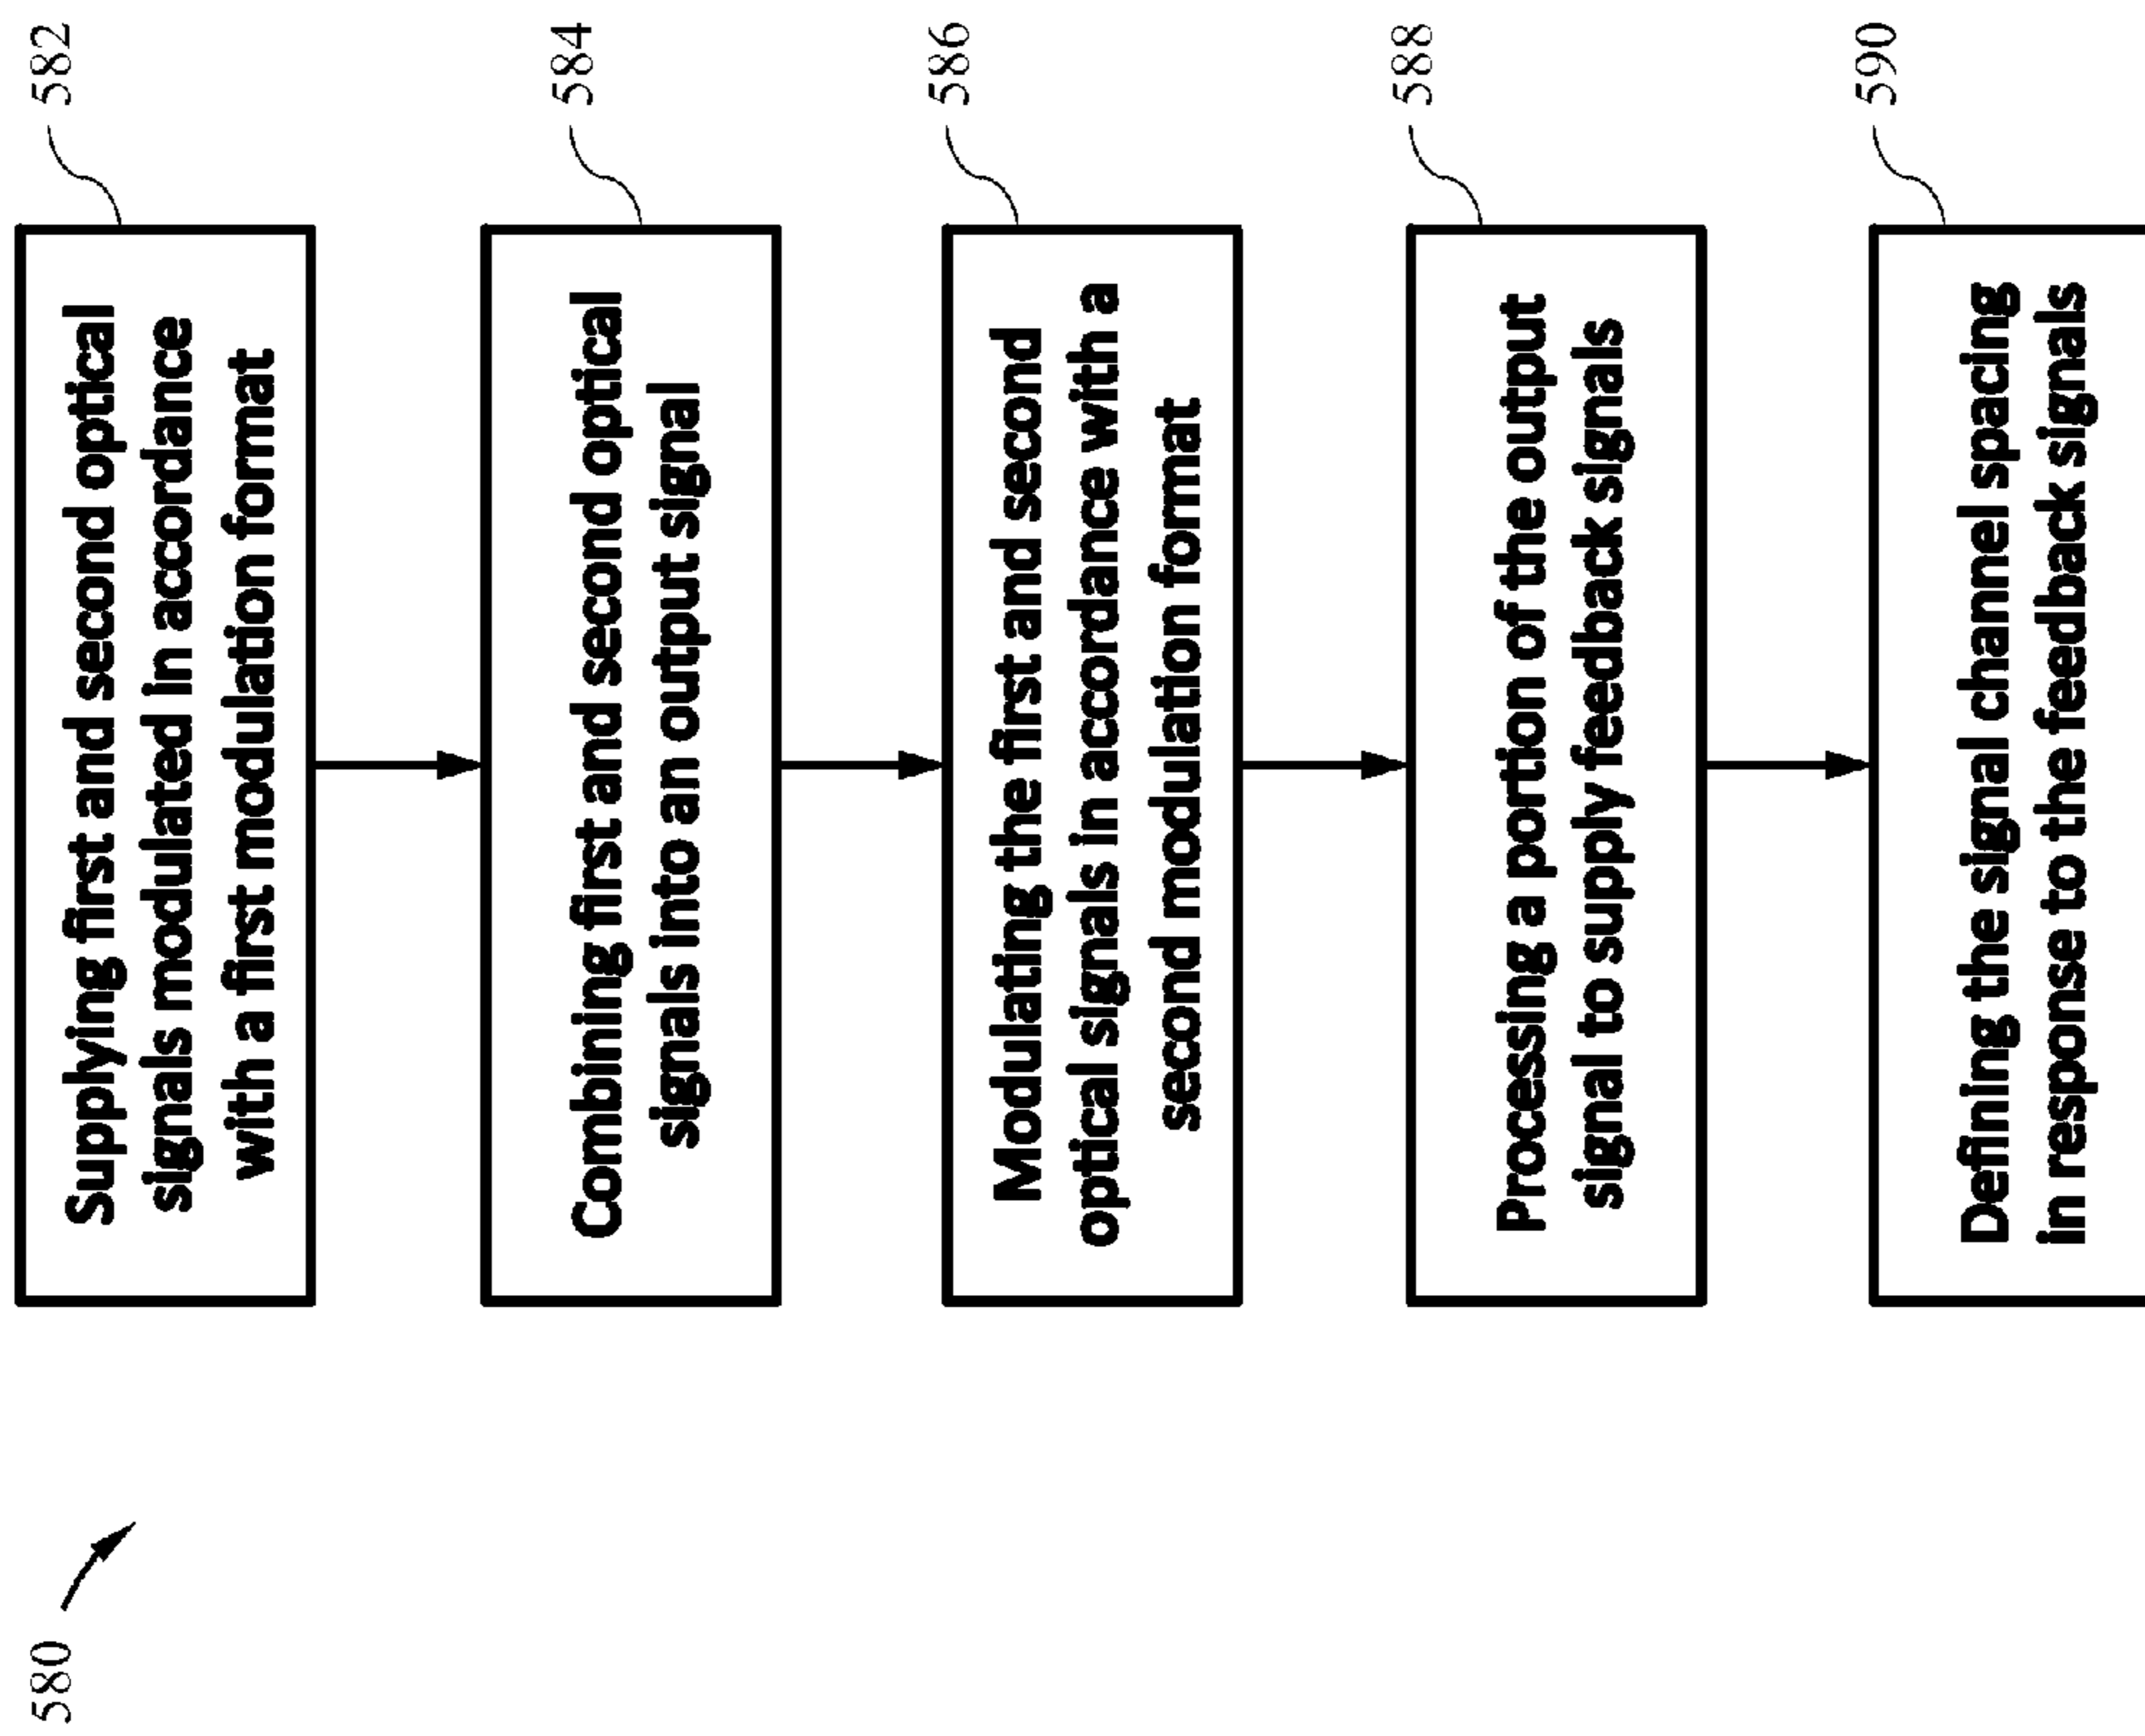 580
582
Supplying first and second optical
signals modulated in accordance
with a first modulation format
584
Combining first and second optical
signals into an output signal
586
Modulating the first and second
optical signals in accordance with a
second modulation format
588
Processing a portion of the output
signal to supply feedback signals
590
Defining the signal channel spacing
in response to the feedback signals